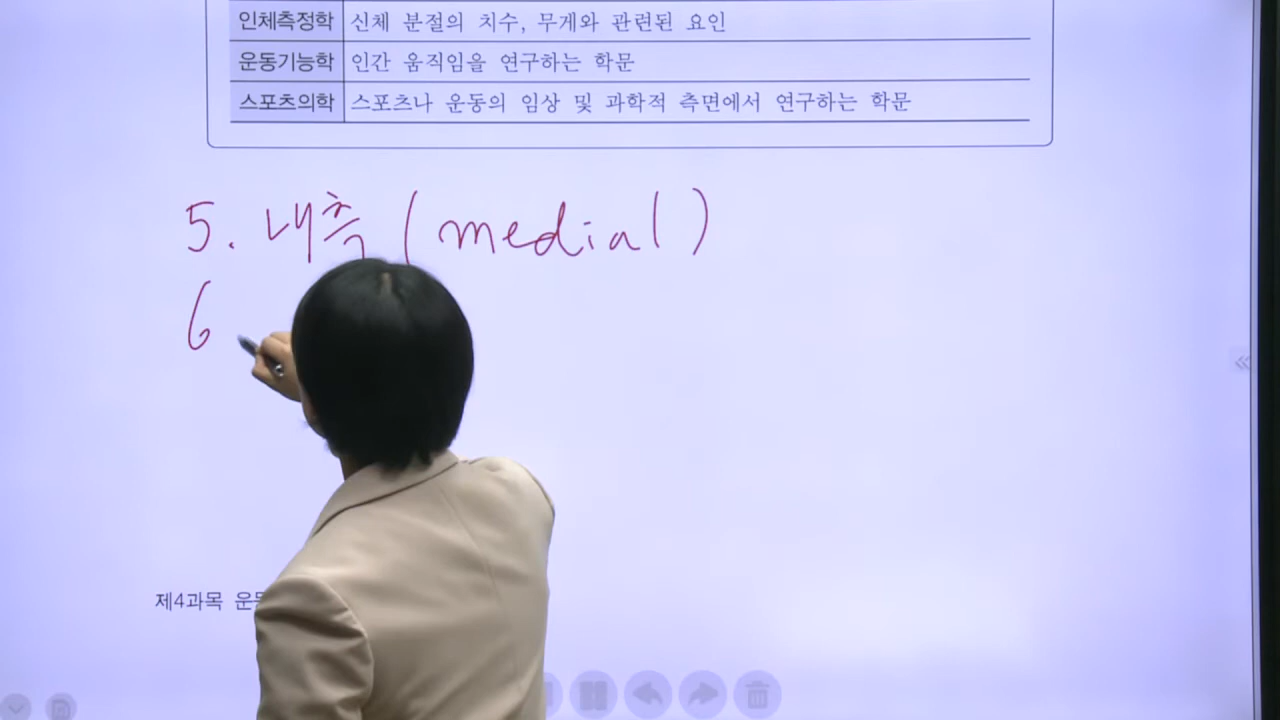 인체측정학 신체 분절의 치수, 무게와 관련된 요인
운동기능학 인간 움직임을 연구하는 학문
스포츠의학 스포츠나 운동의 임상 및 과학적 측면에서 연구하는 학문
5. 내측 (medial)
6
제4과목